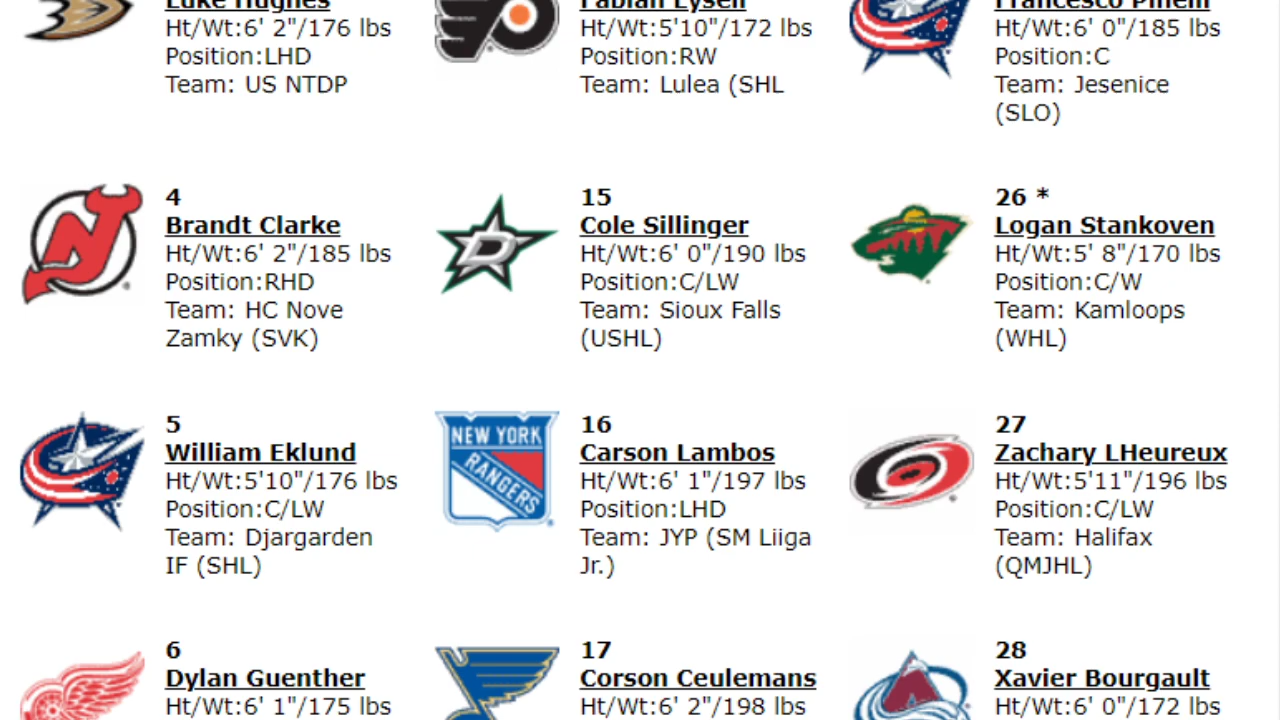 Luke Hughes
Ht/Wt:6' 2"/176 lbs
Position:LHD
Team: US NTDP
Fabian Lysell
Ht/Wt:5'10"/172 lbs
Position:RW
Team: Lulea (SHL
Francesco Pinelli
Ht/Wt:6' 0"/185 lbs
Position:C
Team: Jesenice
(SLO)
4
Brandt Clarke
Ht/Wt:6' 2"/185 lbs
Position:RHD
Team: HC Nove
Zamky (SVK)
15
Cole Sillinger
Ht/Wt:6' 0"/190 lbs
Position:C/LW
Team: Sioux Falls
(USHL)
26 *
Logan Stankoven
Ht/Wt:5' 8"/170 lbs
Position:C/W
Team: Kamloops
(WHL)
5
William Eklund
Ht/Wt:5'10"/176 lbs
Position:C/LW
Team: Djargarden
IF (SHL)
NEW YORK
RANGERS
16
Carson Lambos
Ht/Wt:6' 1"/197 lbs
Position:LHD
Team: JYP (SM Liiga
Jr.)
27
Zachary LHeureux
Ht/Wt:5'11"/196 lbs
Position:C/LW
Team: Halifax
(QMJHL)
6
Dylan Guenther
Ht/Wt:6' 1"/175 lbs
17
Corson Ceulemans
Ht/Wt:6' 2"/198 lbs
28
Xavier Bourgault
Ht/Wt:6' 0"/172 lbs